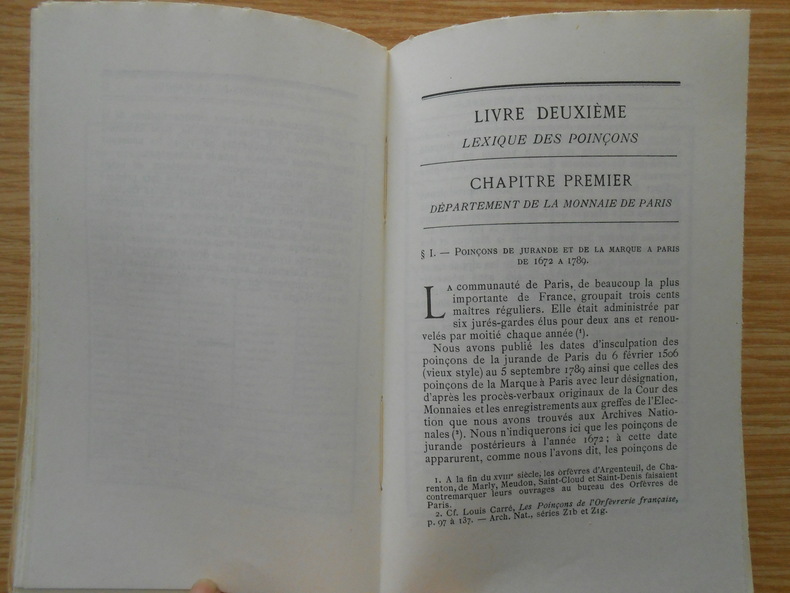 LIVRE DEUXIÈME
LEXIQUE DES POINÇONS
CHAPITRE PREMIER
DÉPARTEMENT DE LA MONNAIE DE PARIS
§ I. — POINÇONS DE JURANDE ET DE LA MARQUE A PARIS
DE 1672 A 1789.
LA communauté de Paris, de beaucoup la plus
importante de France, groupait trois cents
maîtres réguliers. Elle était administrée par
six jurés-gardes élus pour deux ans et renou-
velés par moitié chaque année (¹).
Nous avons publié les dates d'insculpation des
poinçons de la jurande de Paris du 6 février 1506
(vieux style) au 5 septembre 1789 ainsi que celles des
poinçons de la Marque à Paris avec leur désignation,
d'après les procès-verbaux originaux de la Cour des
Monnaies et les enregistrements aux greffes de l'Elec-
tion que nous avons trouvés aux Archives Natio-
nales (²). Nous n'indiquerons ici que les poinçons de
jurande postérieurs à l'année 1672 ; à cette date
apparurent, comme nous l'avons dit, les poinçons de
1. A la fin du XVIIIᵉ siècle, les orfèvres d'Argenteuil, de Cha-
renton, de Marly, Meudon, Saint-Cloud et Saint-Denis faisaient
contremarquer leurs ouvrages au bureau des Orfèvres de
Paris.
2. Cf. Louis Carré, Les Poinçons de l'Orfèvrerie française,
p. 97 à 137. — Arch. Nat., séries Z1b et Z1g.